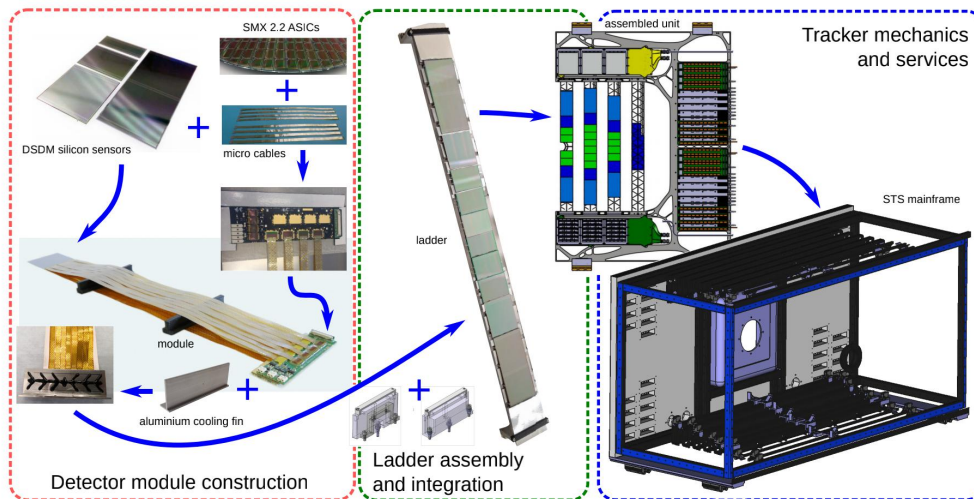 SMX 2.2 ASICs
DSDM silicon sensors
micro cables
module
aluminium cooling fin
Detector module construction
ladder
Ladder assembly
and integration
assembled unit
Tracker mechanics
and services
STS mainframe